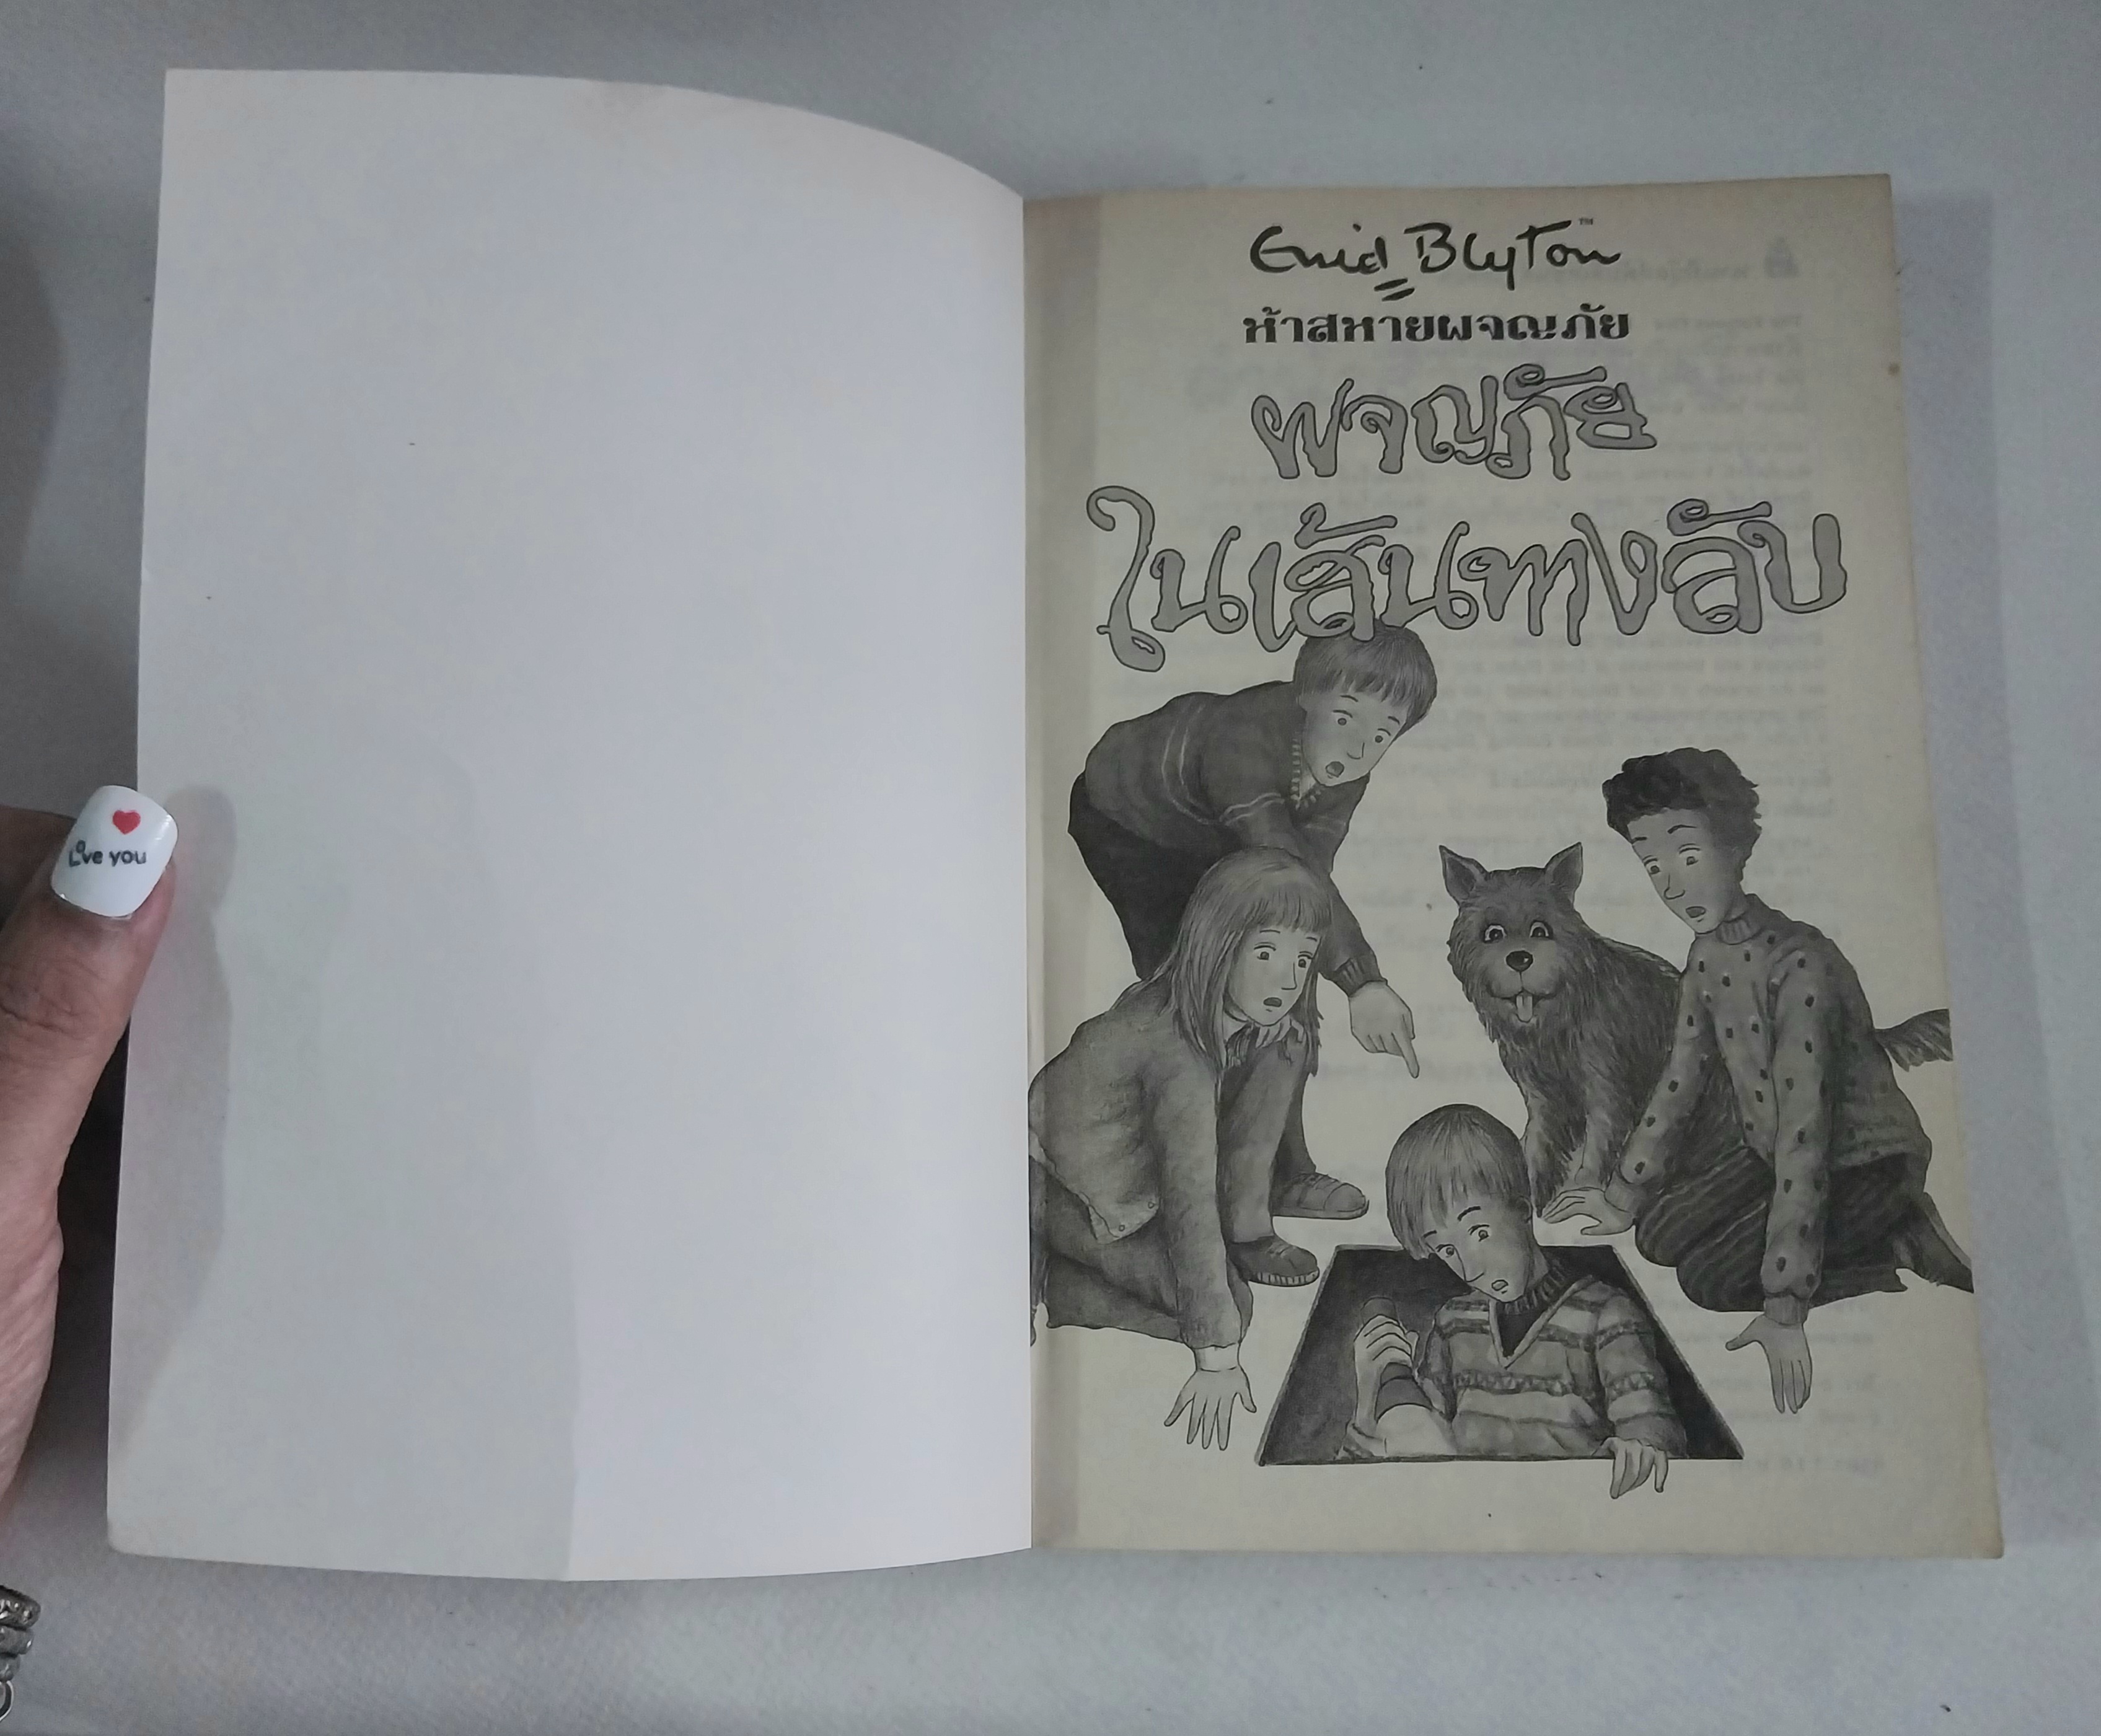 Love you
Enid Blyton™
ห้าสหายผจญภัย
ผจญภัย
ในเส้นทางลับ